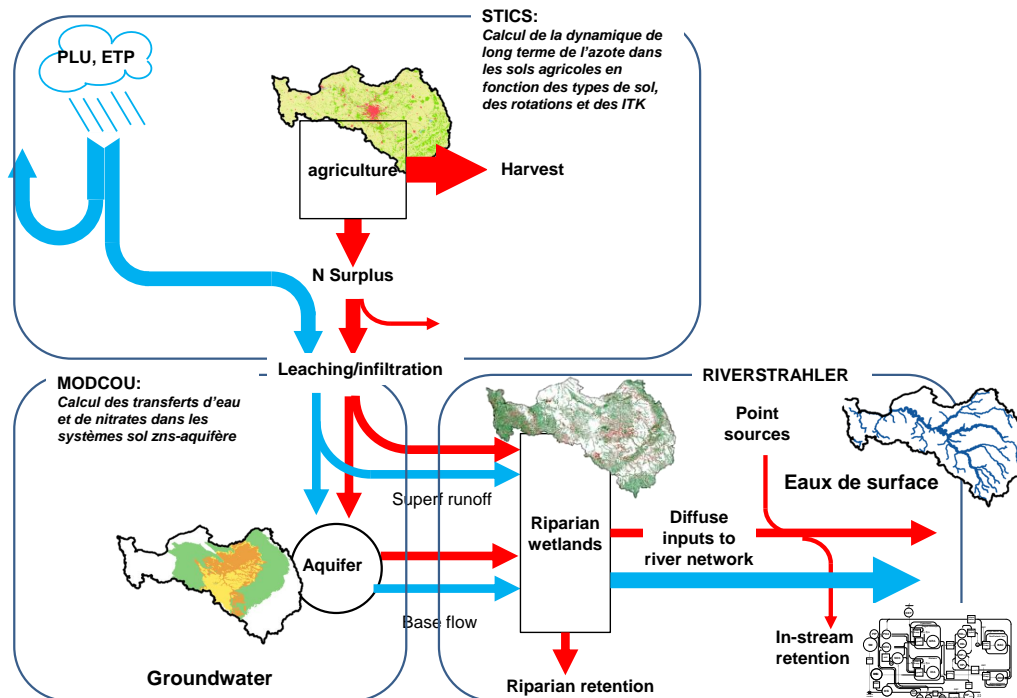 STICS:
Calcul de la dynamique de
long terme de l'azote dans
les sols agricoles en
fonction des types de sol,
des rotations et des ITK
PLU, ETP
agriculture
Harvest
N Surplus
Leaching/infiltration
MODCOU:
Calcul des transferts d'eau
et de nitrates dans les
systèmes sol zns-aquifère
RIVERSTRAHLER
Point
sources
Eaux de surface
Superf runoff
Riparian
wetlands
Diffuse
inputs to
river network
Aquifer
Base flow
In-stream
retention
Groundwater
Riparian retention